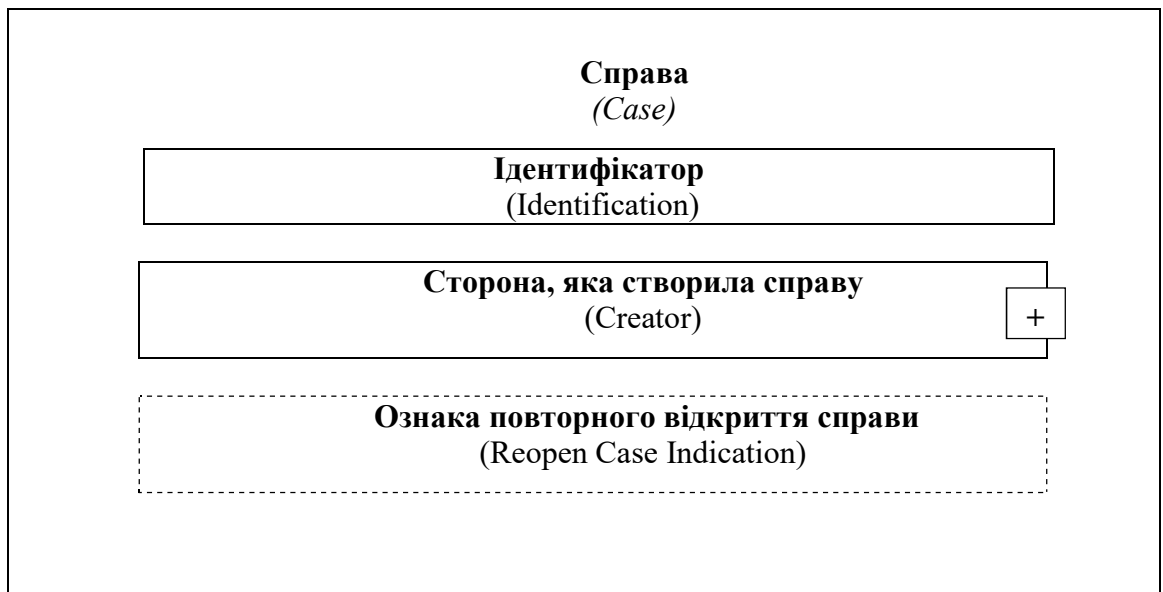 Справа
(Case)
Ідентифікатор
(Identification)
Сторона, яка створила справу
(Creator)
+
Ознака повторного відкриття справи
(Reopen Case Indication)